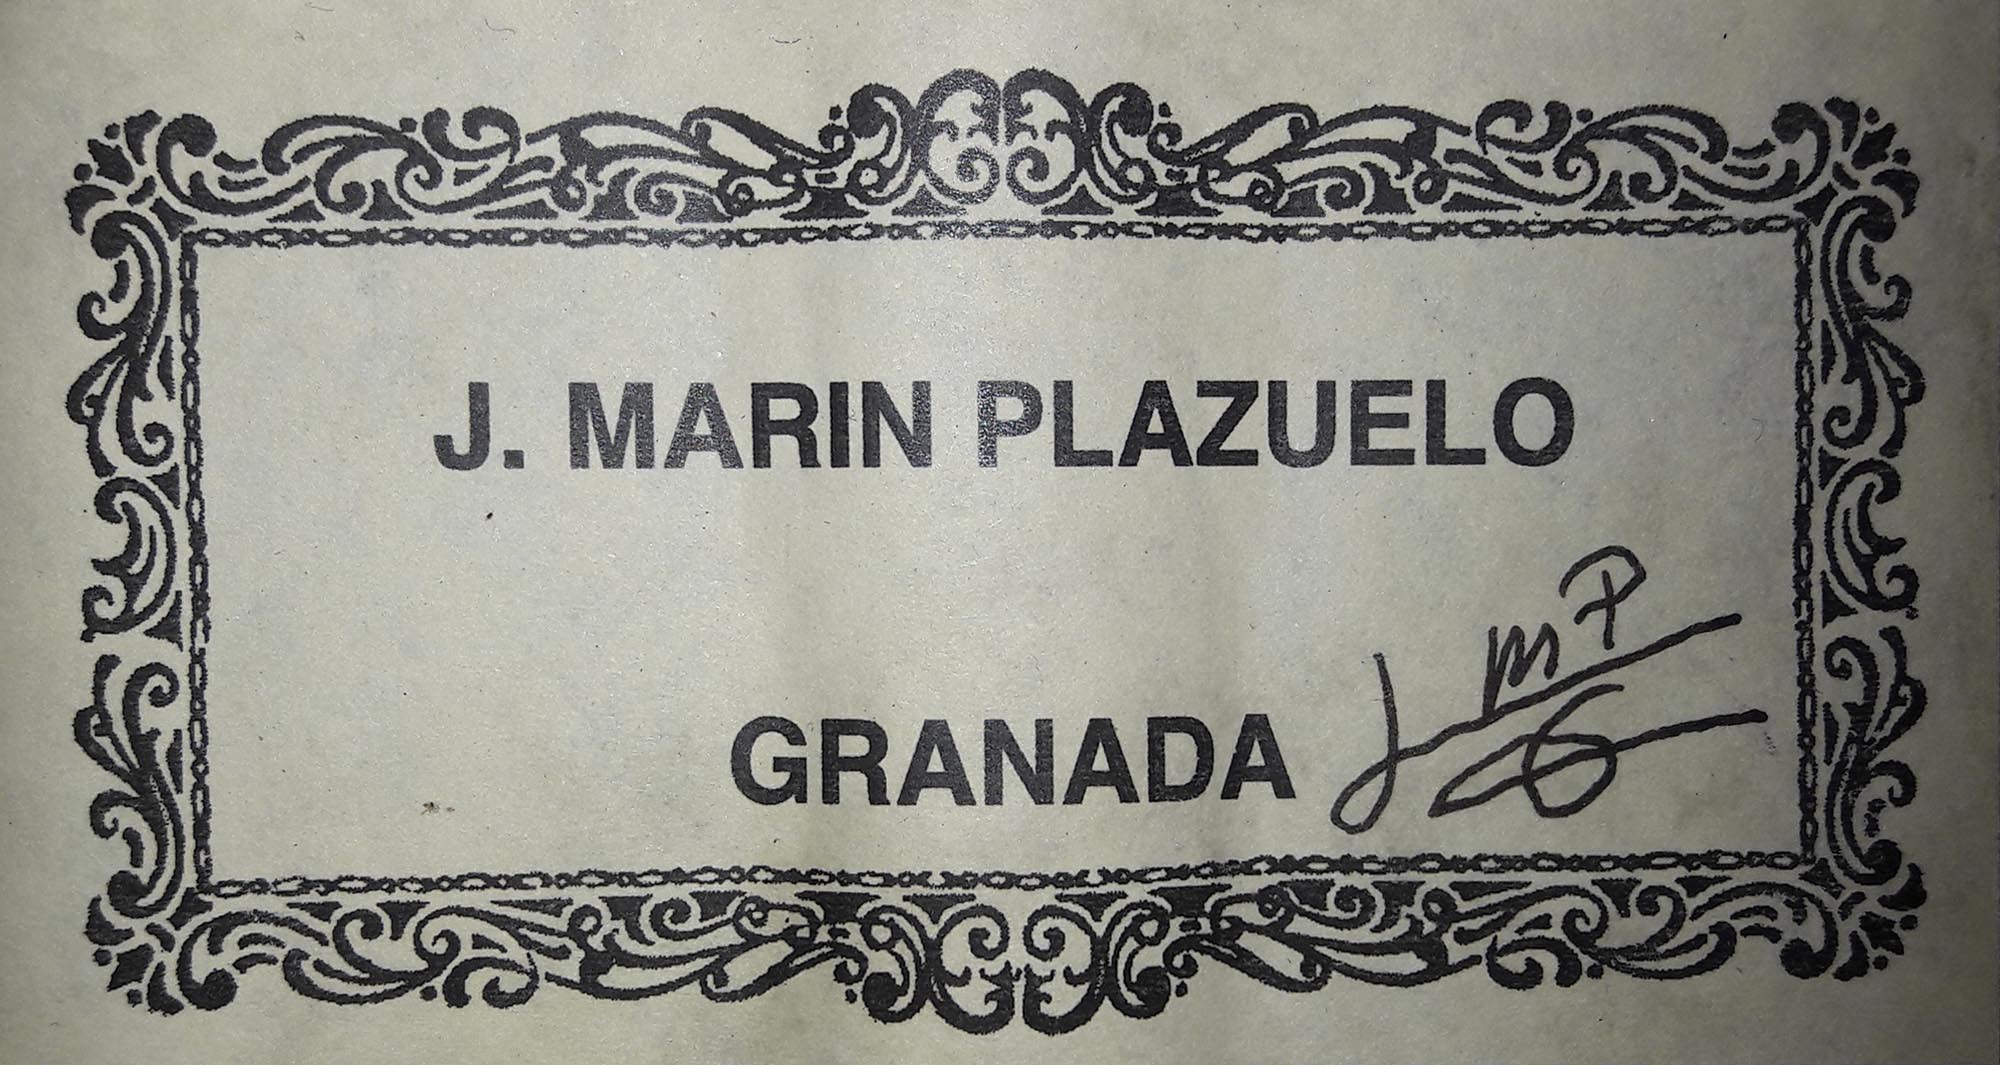 J. MARIN PLAZUELO
GRANADA
J M P